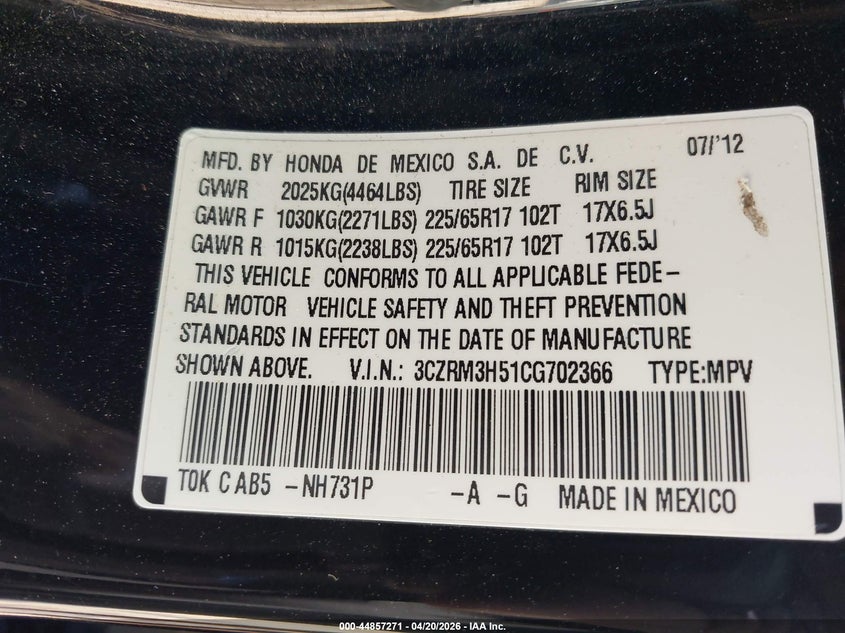 MFD. BY HONDA DE MEXICO S.A. DE C.V. 07/'12
GVWR 2025KG(4464LBS) TIRE SIZE RIM SIZE
GAWR F 1030KG(2271LBS) 225/65R17 102T 17X6.5J
GAWR R 1015KG(2238LBS) 225/65R17 102T 17X6.5J
THIS VEHICLE CONFORMS TO ALL APPLICABLE FEDE-
RAL MOTOR VEHICLE SAFETY AND THEFT PREVENTION
STANDARDS IN EFFECT ON THE DATE OF MANUFACTURE
SHOWN ABOVE. V.I.N.: 3CZRM3H51CG702366 TYPE:MPV
T0K C AB5 -NH731P -A -G MADE IN MEXICO
000-44857271 - 04/20/2026 - IAA Inc.